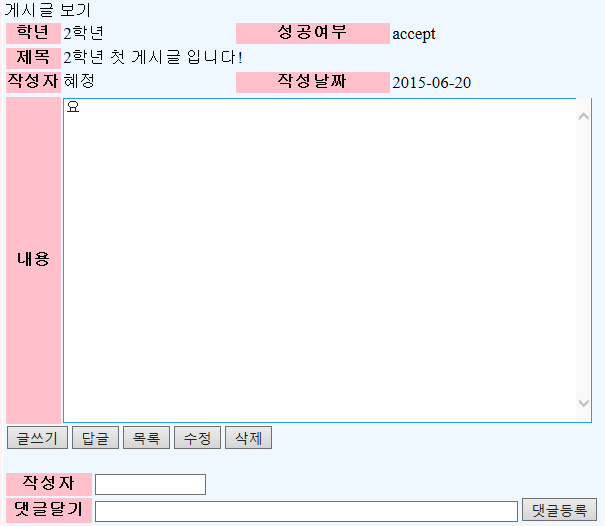 게시글 보기
학년 2학년 성공여부 accept
제목 2학년 첫 게시글 입니다!
작성자 혜정 작성날짜 2015-06-20
요
내용
글쓰기 답글 목록 수정 삭제
작성자
댓글달기 댓글등록